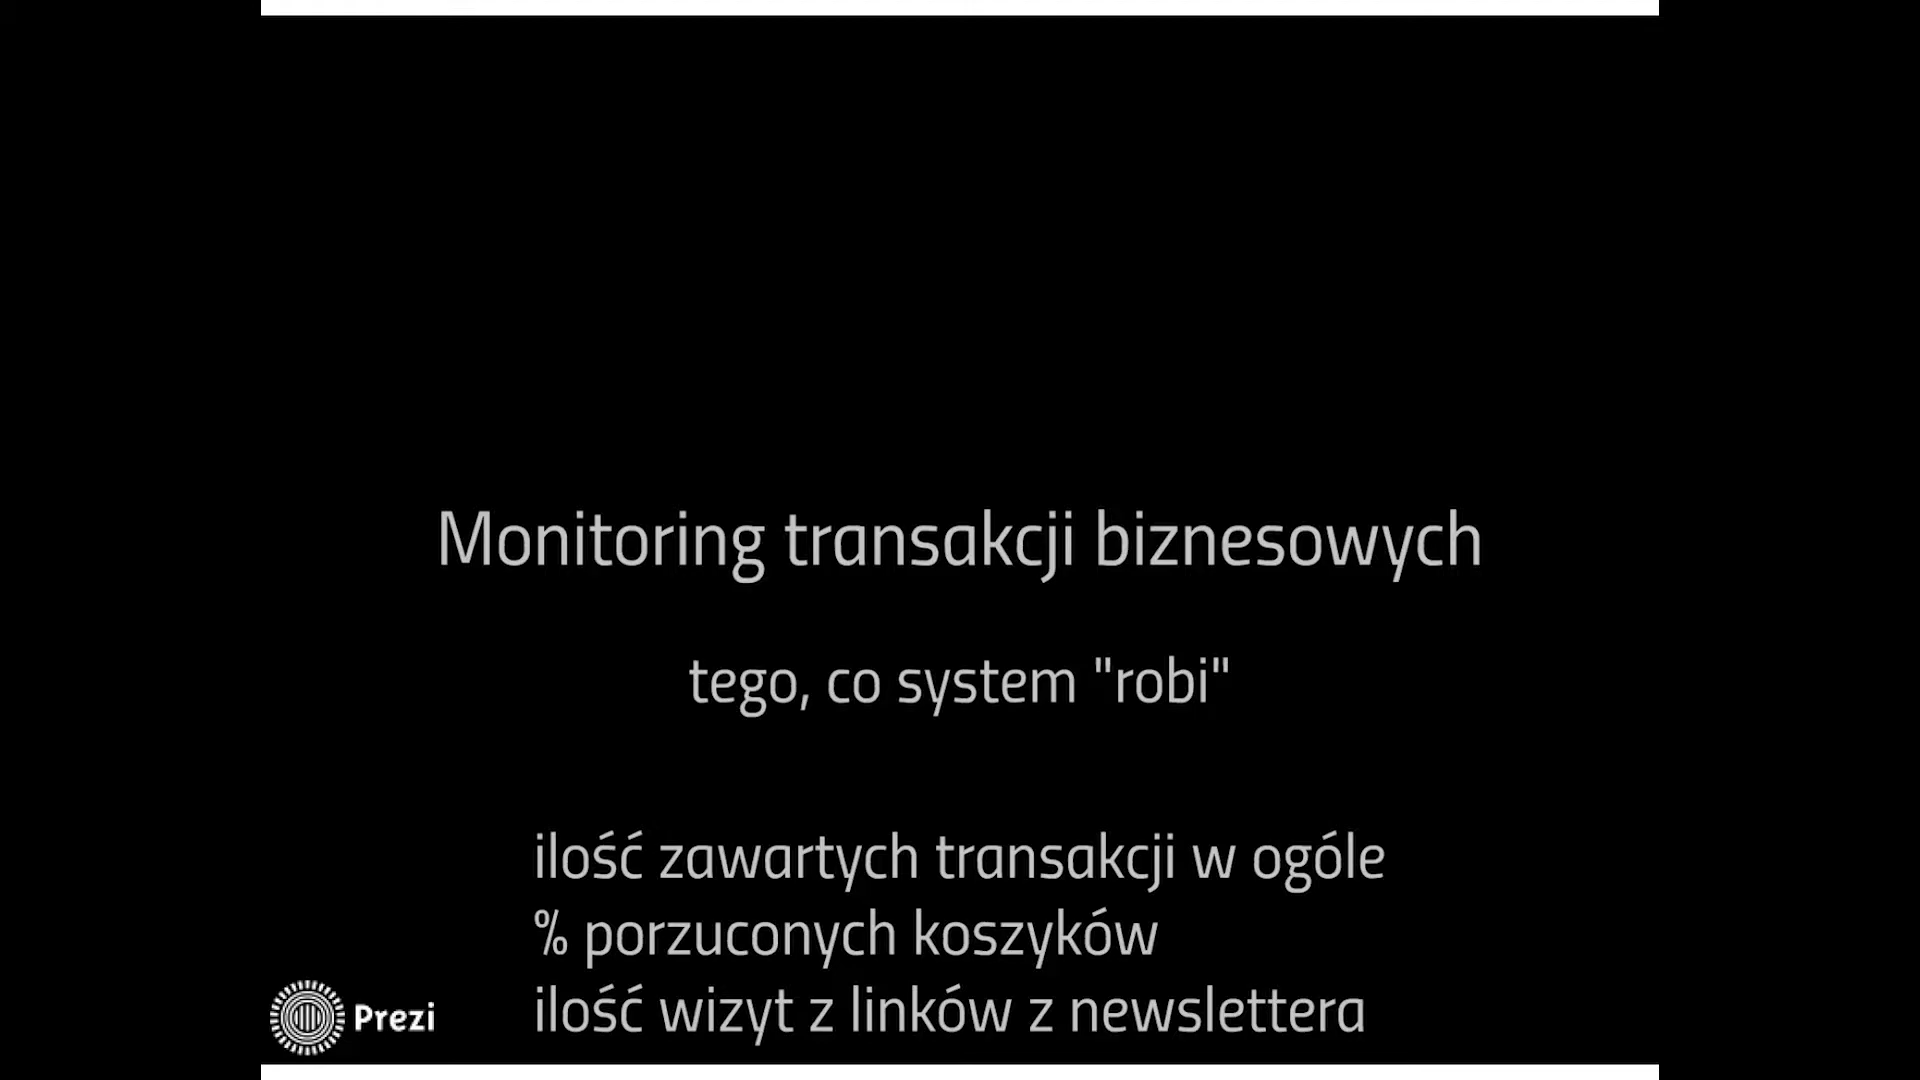 Monitoring transakcji biznesowych
tego, co system "robi"
ilość zawartych transakcji w ogóle
% porzuconych koszyków
ilość wizyt z linków z newslettera
Prezi